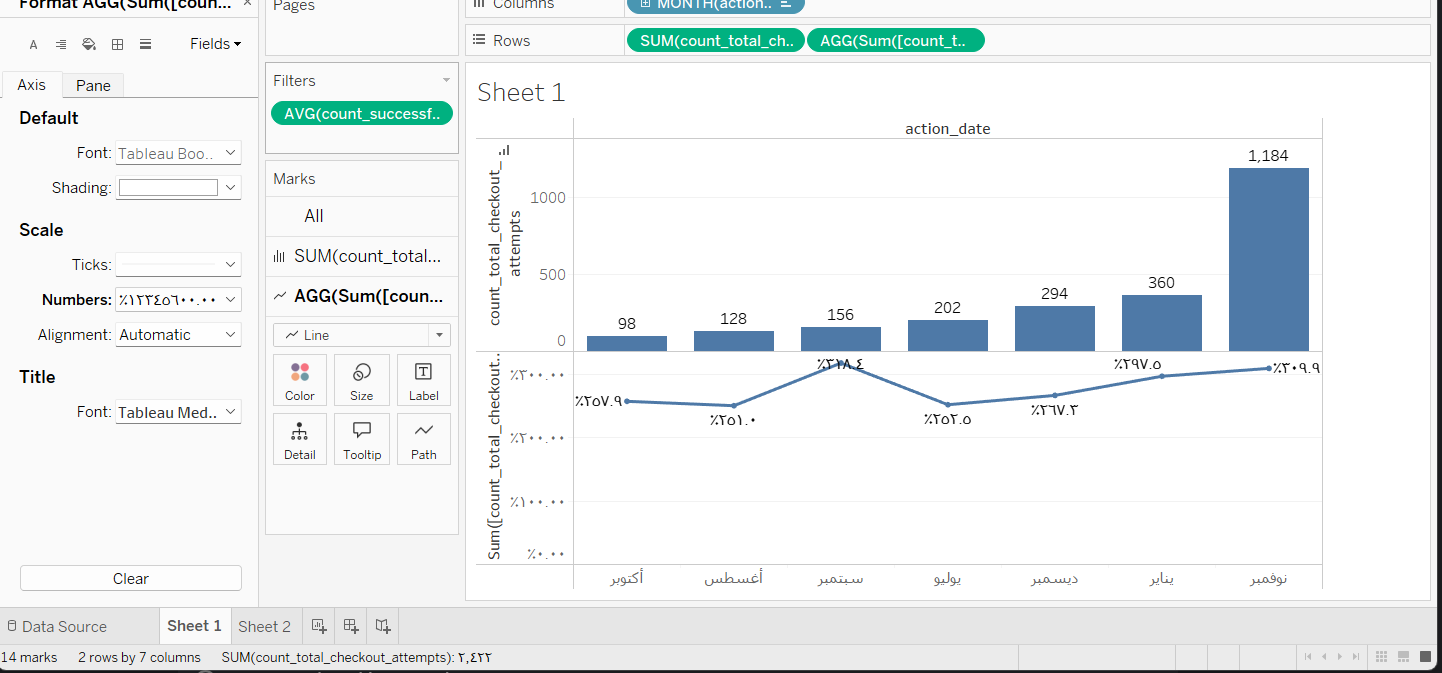 Format AGG(Sum([coun...
Fields
Axis
Pane
Default
Font: Tableau Boo..
Shading:
Scale
Ticks:
Numbers: ٪١٢٣٤٥٦٠٠.٠٠
Alignment: Automatic
Title
Font: Tableau Med..
Clear
Pages
Filters
AVG(count_successf..
Marks
All
SUM(count_total...
AGG(Sum([coun...
Line
Color
Size
Label
Detail
Tooltip
Path
Columns
MONTH(action..
Rows
SUM(count_total_ch..
AGG(Sum([count_t..
Sheet 1
action_date
count_total_checkout_
attempts
1000
500
0
98
128
156
202
294
360
1,184
Sum([count_total_checkout..
٪٣٠٠.٠٠
٪٢٠٠.٠٠
٪١٠٠.٠٠
٪٠.٠٠
٪٢٥٧.٩
٪٢٥١.٠
٪٣١٨.٤
٪٢٥٢.٥
٪٢٦٧.٣
٪٢٩٧.٥
٪٣٠٩.٩
أكتوبر
أغسطس
سبتمبر
يوليو
ديسمبر
يناير
نوفمبر
Data Source
Sheet 1
Sheet 2
14 marks
2 rows by 7 columns
SUM(count_total_checkout_attempts): ٢,٤٢٢